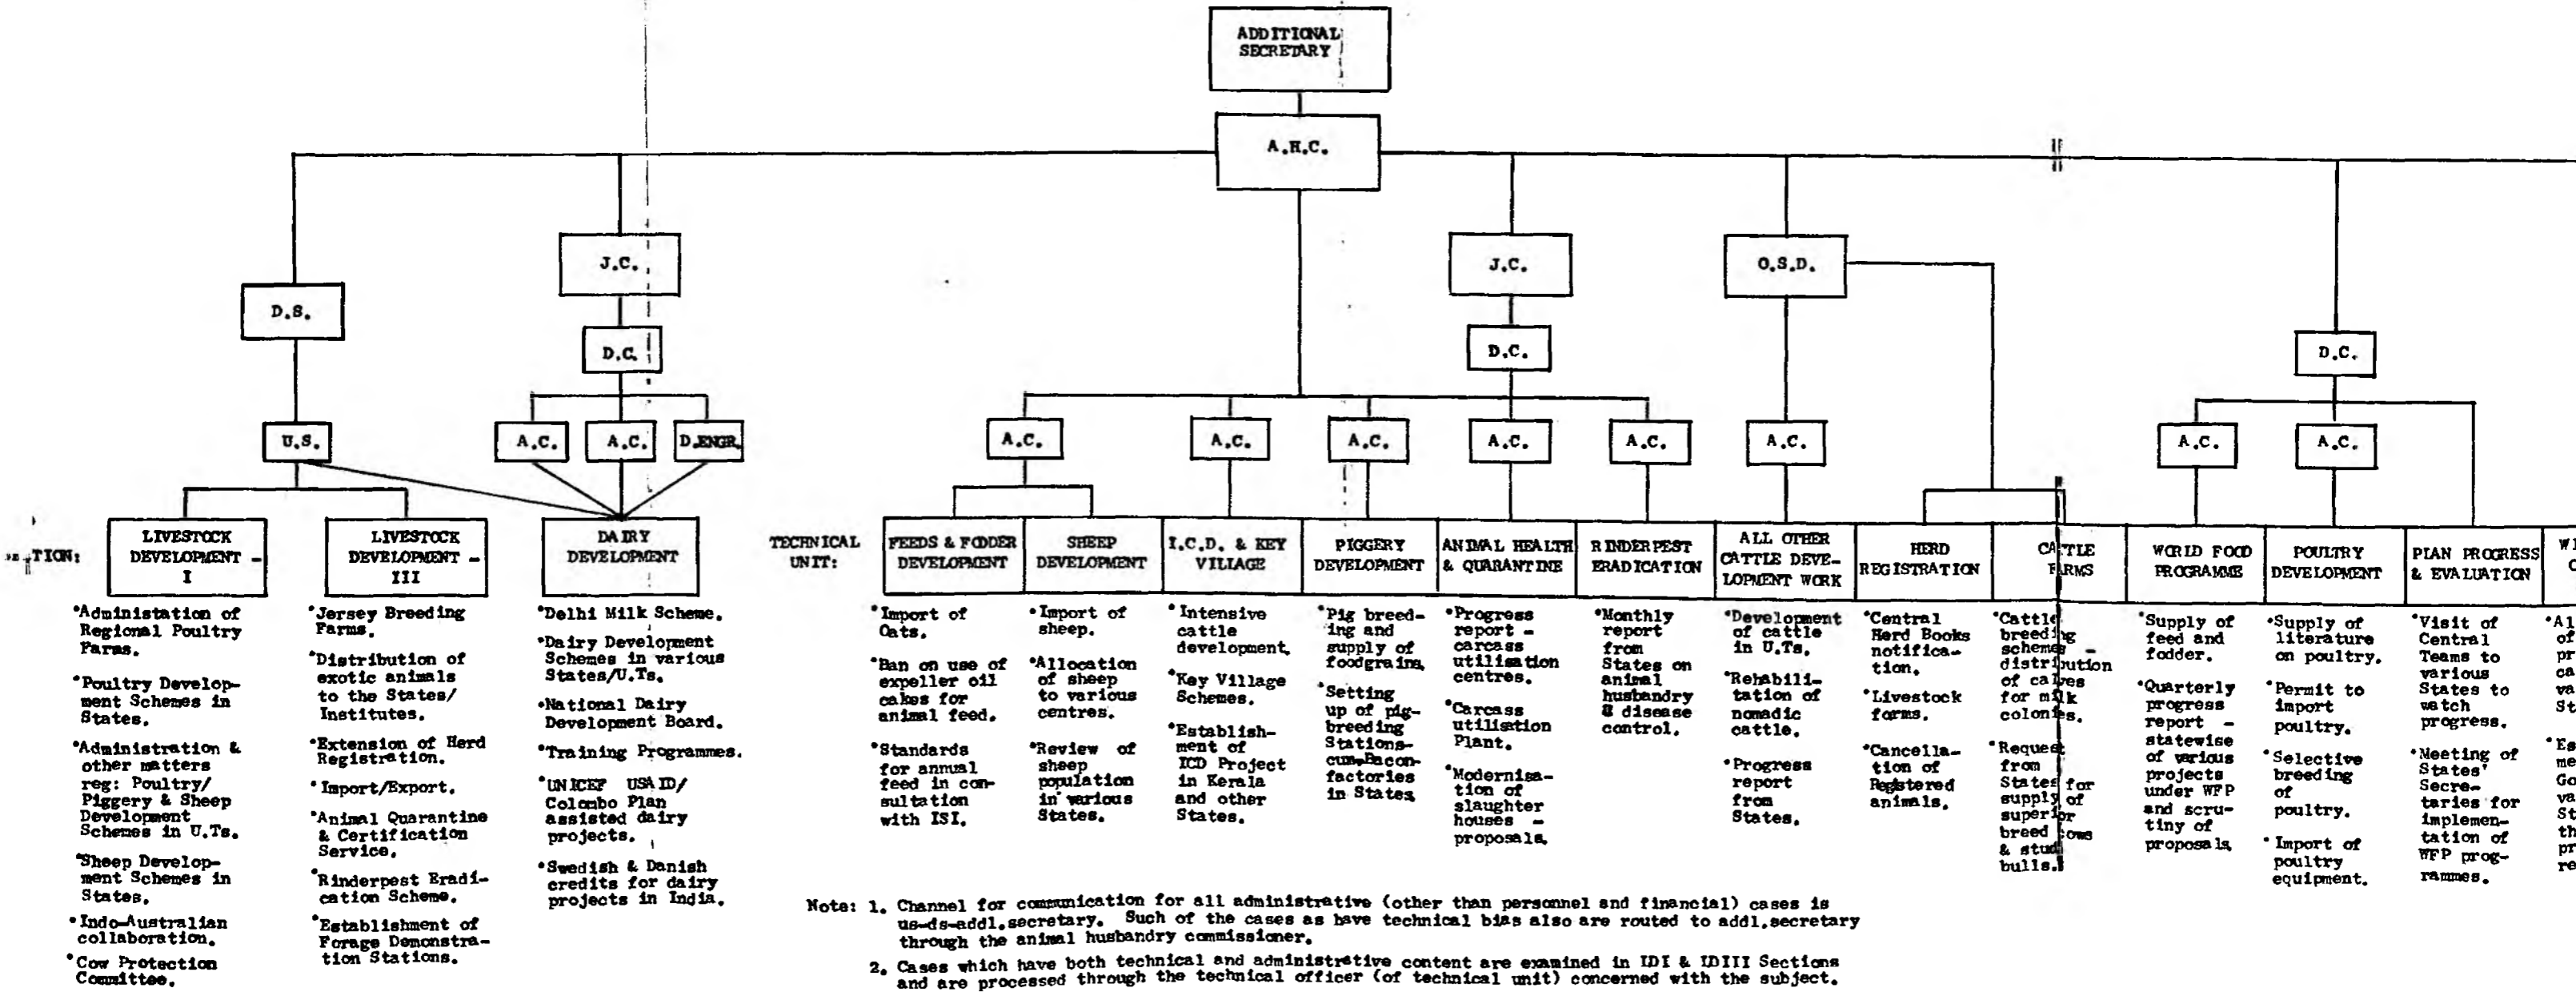 ADDITIONAL
SECRETARY
A.H.C.
D.S.
J.C.
J.C.
O.S.D.
D.C.
D.C.
D.C.
U.S.
A.C.
A.C.
D.ENGR.
A.C.
A.C.
A.C.
A.C.
A.C.
A.C.
A.C.
A.C.
TION:
LIVESTOCK
DEVELOPMENT -
I
•Administation of
Regional Poultry
Farms.
•Poultry Develop-
ment Schemes in
States.
•Administration &
other matters
reg: Poultry/
Piggery & Sheep
Development
Schemes in U.Ts.
•Sheep Develop-
ment Schemes in
States.
•Indo-Australian
collaboration.
•Cow Protection
Committee.
LIVESTOCK
DEVELOPMENT -
III
•Jersey Breeding
Farms.
•Distribution of
exotic animals
to the States/
Institutes.
•Extension of Herd
Registration.
•Import/Export.
•Animal Quarantine
& Certification
Service.
•Rinderpest Eradi-
cation Scheme.
•Establishment of
Forage Demonstra-
tion Stations.
DAIRY
DEVELOPMENT
•Delhi Milk Scheme.
•Dairy Development
Schemes in various
States/U.Ts.
•National Dairy
Development Board.
•Training Programmes.
•UNICEF USAID/
Colombo Plan
assisted dairy
projects.
•Swedish & Danish
credits for dairy
projects in India.
TECHNICAL
UNIT:
FEEDS & FODDER
DEVELOPMENT
•Import of
Oats.
•Ban on use of
expeller oil
cakes for
animal feed.
•Standards
for annual
feed in con-
sultation
with ISI.
SHEEP
DEVELOPMENT
•Import of
sheep.
•Allocation
of sheep
to various
centres.
•Review of
sheep
population
in various
States.
I.C.D. & KEY
VILLAGE
•Intensive
cattle
development.
•Key Village
Schemes.
•Establish-
ment of
ICD Project
in Kerala
and other
States.
PIGGERY
DEVELOPMENT
•Pig breed-
ing and
supply of
foodgrains.
•Setting
up of pig-
breeding
Stations-
cum-Bacon-
factories
in States.
ANIMAL HEALTH
& QUARANTINE
•Progress
report -
carcass
utilisation
centres.
•Carcass
utilisation
Plant.
•Modernisa-
tion of
slaughter
houses -
proposals.
RINDERPEST
ERADICATION
•Monthly
report
from
States on
animal
husbandry
& disease
control.
ALL OTHER
CATTLE DEVE-
LOPMENT WORK
•Development
of cattle
in U.Ts.
•Rehabili-
tation of
nomadic
cattle.
•Progress
report
from
States.
HERD
REGISTRATION
•Central
Herd Books
notifica-
tion.
•Livestock
farms.
•Cancella-
tion of
Registered
animals.
CATTLE
FARMS
•Cattle
breeding
schemes -
distribution
of calves
for milk
colonies.
•Request
from
States for
supply of
superior
breed cows
& stud
bulls.
WORLD FOOD
PROGRAMME
•Supply of
feed and
fodder.
•Quarterly
progress
report -
statewise
of various
projects
under WFP
and scru-
tiny of
proposals.
POULTRY
DEVELOPMENT
•Supply of
literature
on poultry.
•Permit to
import
poultry.
•Selective
breeding
of
poultry.
•Import of
poultry
equipment.
PLAN PROGRESS
& EVALUATION
•Visit of
Central
Teams to
various
States to
watch
progress.
•Meeting of
States'
Secre-
taries for
implemen-
tation of
WFP prog-
rammes.
Note: 1. Channel for communication for all administrative (other than personnel and financial) cases is
us-ds-addl.secretary. Such of the cases as have technical bias also are routed to addl.secretary
through the animal husbandry commissioner.
2. Cases which have both technical and administrative content are examined in LDI & LDIII Sections
and are processed through the technical officer (of technical unit) concerned with the subject.